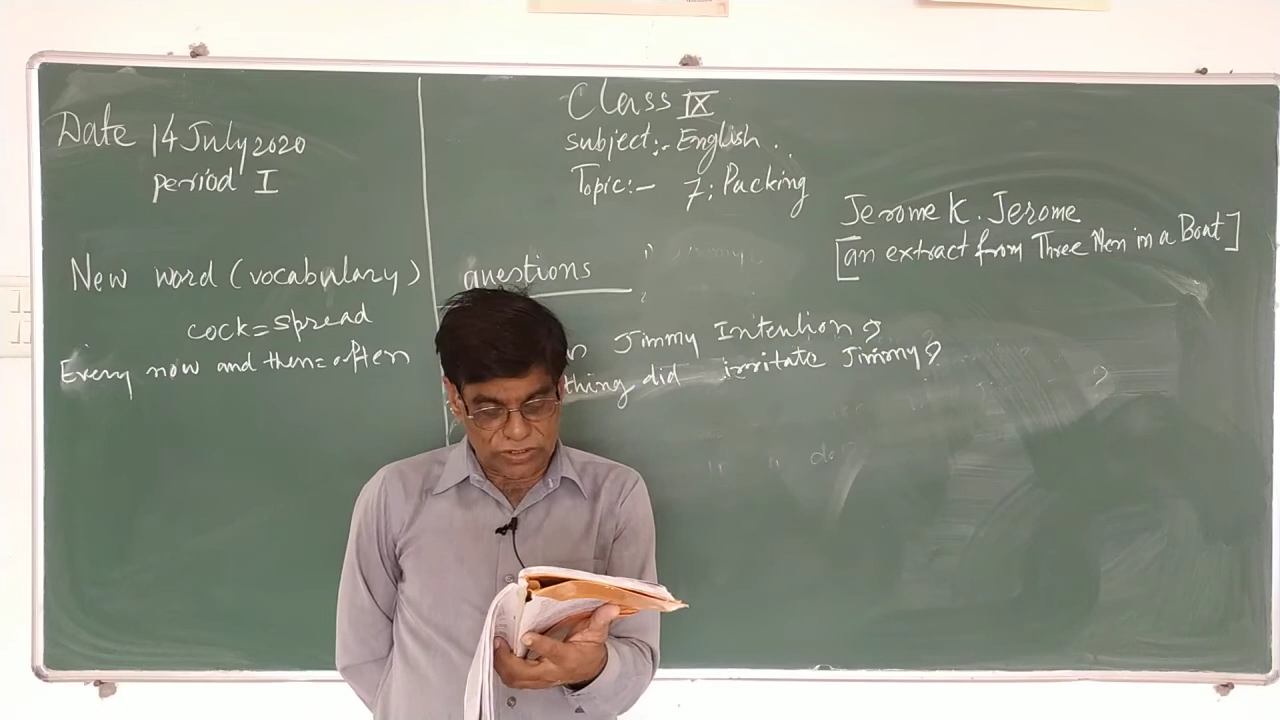 Date 14 July 2020
period I
Class IX
subject:- English.
Topic:- 7; Packing
Jerome K. Jerome
[an extract from Three Men in a Boat]
New word (vocabulary)
cock = spread
Every now and then = often
questions
Jimmy Intention?
thing did irritate Jimmy?